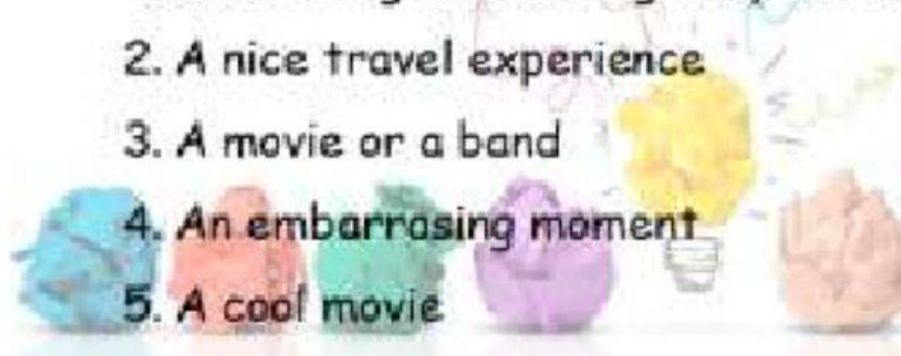 2. A nice travel experience
3. A movie or a band
4. An embarrasing moment
5. A cool movie